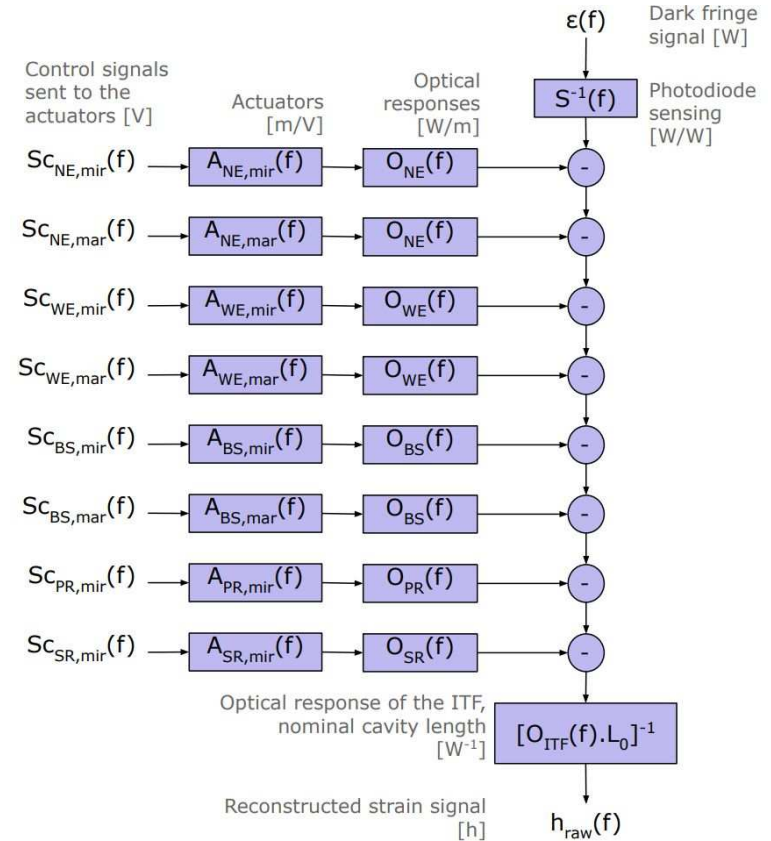 ε(f)
Dark fringe
signal [W]
Control signals
sent to the
actuators [V]
Actuators
[m/V]
Optical
responses
[W/m]
S⁻¹(f)
Photodiode
sensing
[W/W]
Sc_NE,mir(f) A_NE,mir(f) O_NE(f) -
Sc_NE,mar(f) A_NE,mar(f) O_NE(f) -
Sc_WE,mir(f) A_WE,mir(f) O_WE(f) -
Sc_WE,mar(f) A_WE,mar(f) O_WE(f) -
Sc_BS,mir(f) A_BS,mir(f) O_BS(f) -
Sc_BS,mar(f) A_BS,mar(f) O_BS(f) -
Sc_PR,mir(f) A_PR,mir(f) O_PR(f) -
Sc_SR,mir(f) A_SR,mir(f) O_SR(f) -
Optical response of the ITF,
nominal cavity length
[W⁻¹]
[O_ITF(f).L₀]⁻¹
Reconstructed strain signal
[h]
h_raw(f)